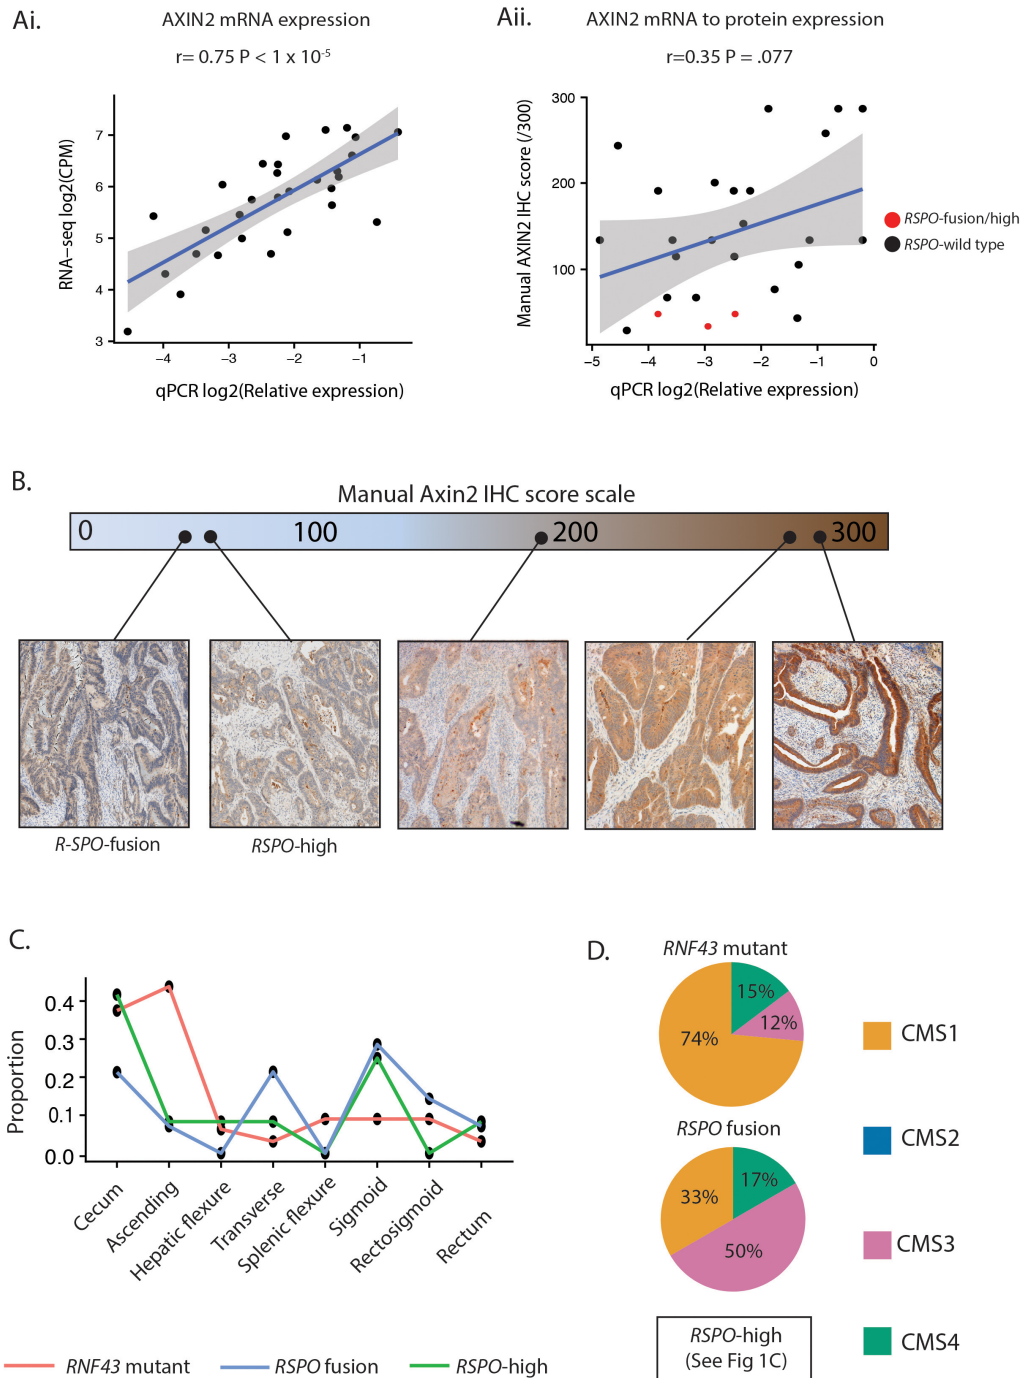 Ai.
AXIN2 mRNA expression
r= 0.75 P < 1 x 10⁻⁵
RNA−seq log2(CPM)
7
6
5
4
3
−4
−3
−2
−1
qPCR log2(Relative expression)
Aii.
AXIN2 mRNA to protein expression
r=0.35 P = .077
Manual AXIN2 IHC score (/300)
300
200
100
−5
−4
−3
−2
−1
0
qPCR log2(Relative expression)
RSPO-fusion/high
RSPO-wild type
B.
Manual Axin2 IHC score scale
0 100 200 300
R-SPO-fusion
RSPO-high
C.
Proportion
0.4
0.3
0.2
0.1
0.0
Cecum
Ascending
Hepatic flexure
Transverse
Splenic flexure
Sigmoid
Rectosigmoid
Rectum
RNF43 mutant
RSPO fusion
RSPO-high
D.
RNF43 mutant
15%
12%
74%
RSPO fusion
17%
33%
50%
RSPO-high
(See Fig 1C)
CMS1
CMS2
CMS3
CMS4